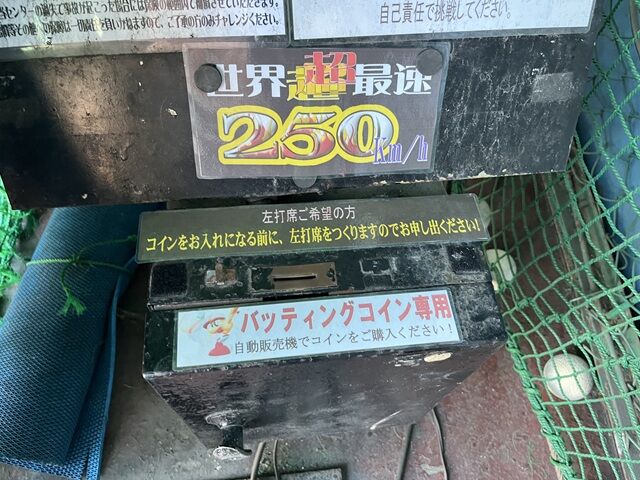 自己責任で挑戦してください。
世界超最速
250Km/h
左打席ご希望の方
コインをお入れになる前に、左打席をつくりますのでお申し出ください!
バッティングコイン専用
自動販売機でコインをご購入ください!